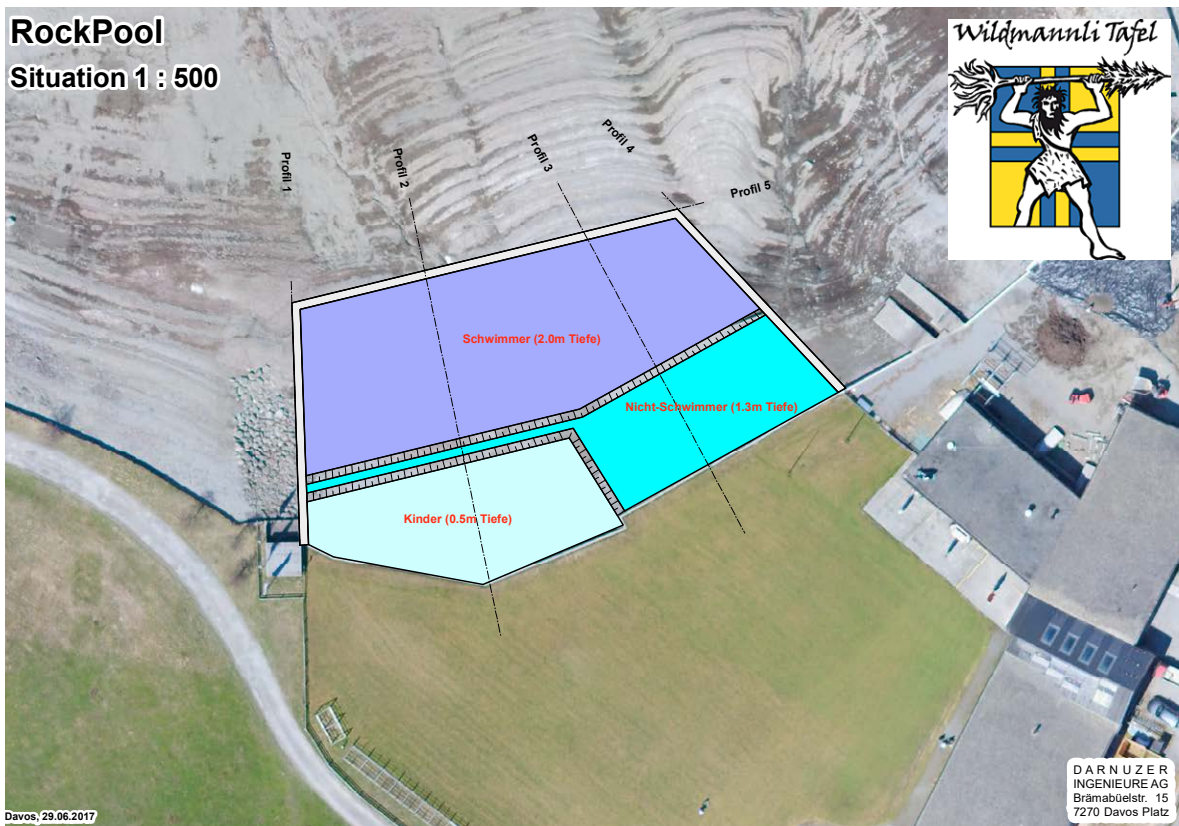 RockPool
Situation 1 : 500
Wildmannli Tafel
Profil 1
Profil 2
Profil 3
Profil 4
Profil 5
Schwimmer (2.0m Tiefe)
Nicht-Schwimmer (1.3m Tiefe)
Kinder (0.5m Tiefe)
Davos, 29.06.2017
DARNUZER
INGENIEURE AG
Brämabüelstr. 15
7270 Davos Platz